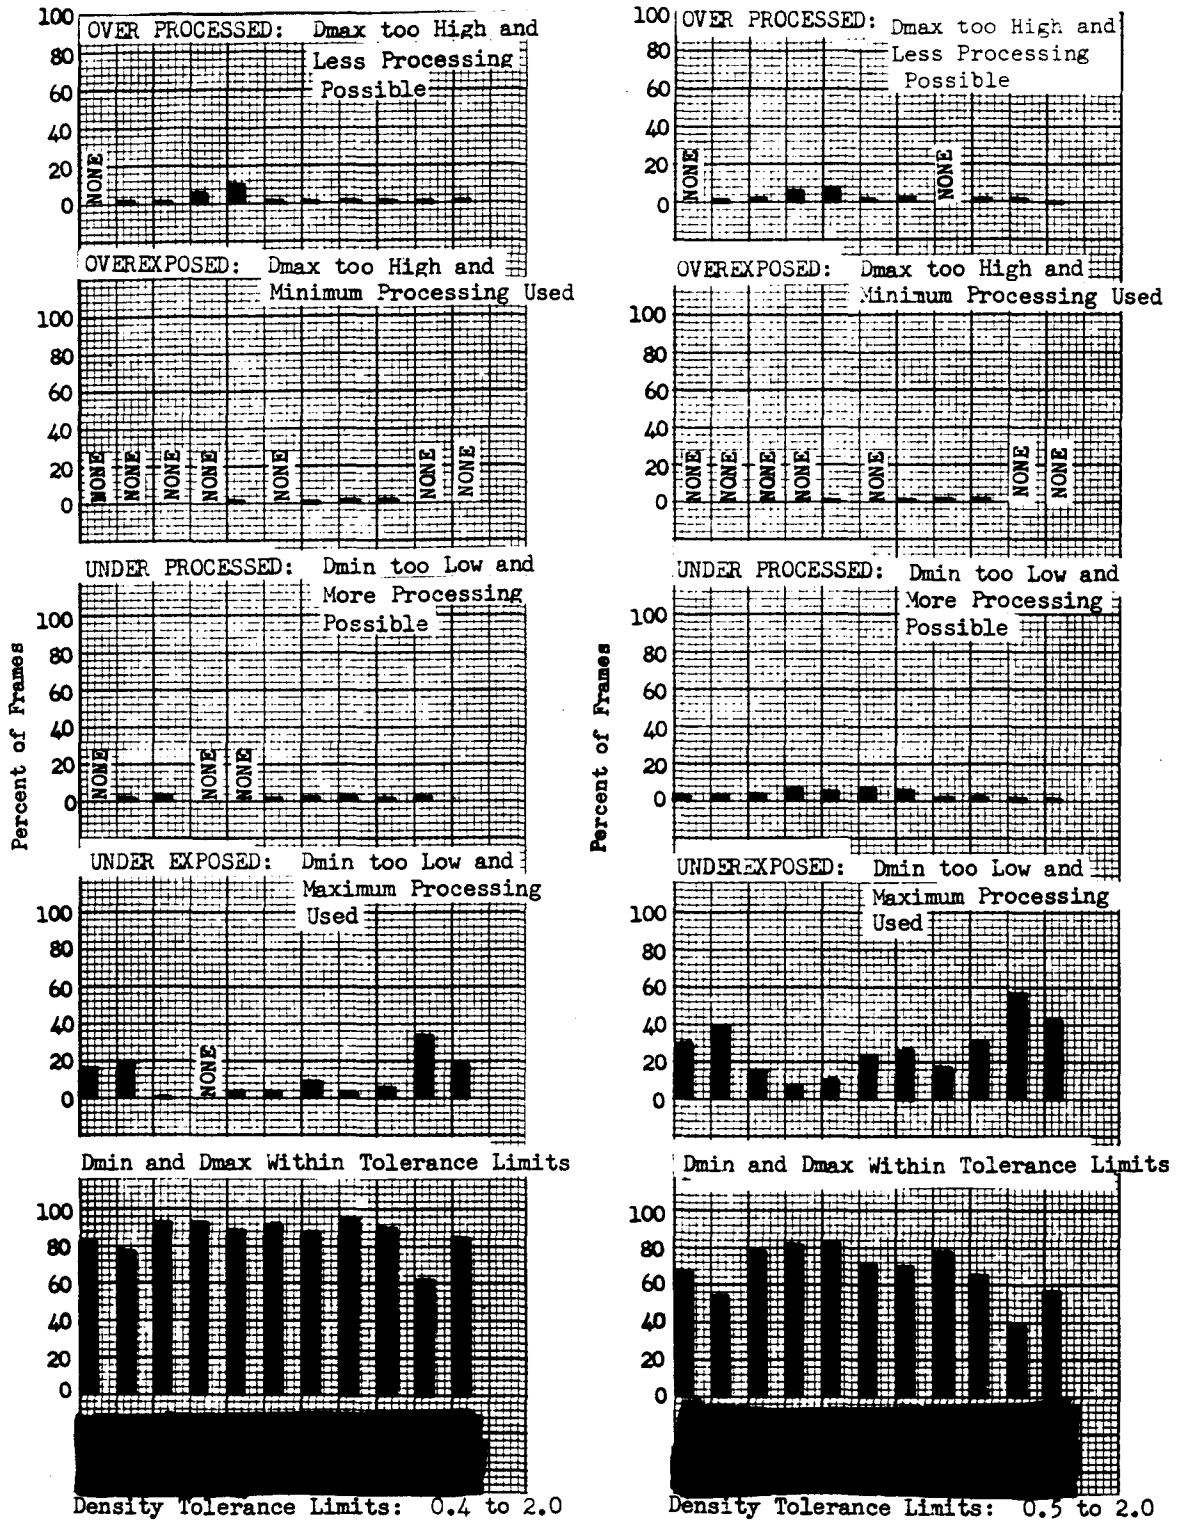 OVER PROCESSED: Dmax too High and
Less Processing
Possible
100
80
60
40
20
0
NONE
OVEREXPOSED: Dmax too High and
Minimum Processing Used
100
80
60
40
20
0
NONE
NONE
NONE
NONE
NONE
NONE
NONE
UNDER PROCESSED: Dmin too Low and
More Processing
Possible
100
80
60
40
20
0
NONE
NONE
NONE
Percent of Frames
UNDER EXPOSED: Dmin too Low and
Maximum Processing
Used
100
80
60
40
20
0
NONE
Dmin and Dmax Within Tolerance Limits
100
80
60
40
20
0
Density Tolerance Limits: 0.4 to 2.0
OVER PROCESSED: Dmax too High and
Less Processing
Possible
100
80
60
40
20
0
NONE
NONE
OVEREXPOSED: Dmax too High and
Minimum Processing Used
100
80
60
40
20
0
NONE
NONE
NONE
NONE
NONE
NONE
NONE
UNDER PROCESSED: Dmin too Low and
More Processing
Possible
100
80
60
40
20
0
Percent of Frames
UNDEREXPOSED: Dmin too Low and
Maximum Processing
Used
100
80
60
40
20
0
Dmin and Dmax Within Tolerance Limits
100
80
60
40
20
0
Density Tolerance Limits: 0.5 to 2.0